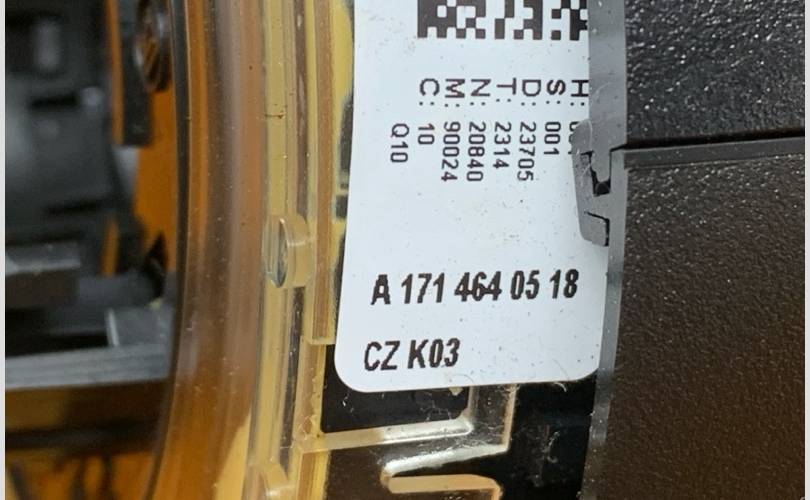 H:
S: 001
D: 23705
T: 2314
N: 20840
M: 90024
C: 10
Q10
A 171 464 05 18
CZ K03